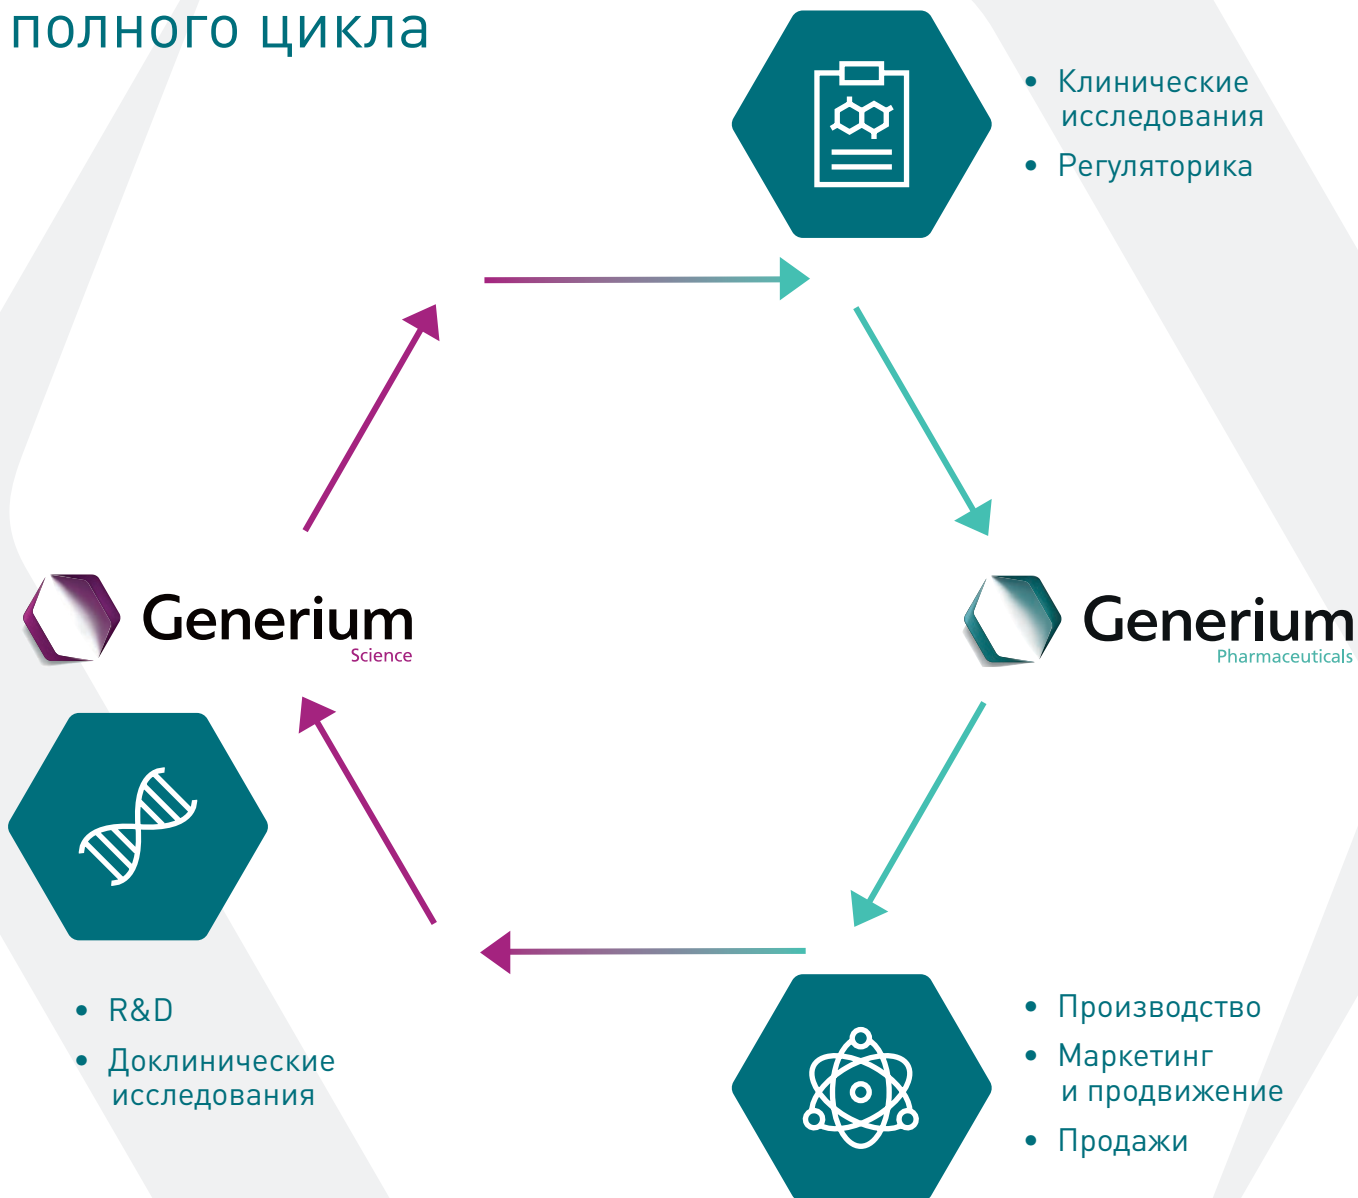 полного цикла
• Клинические
исследования
• Регуляторика
Generium
Science
Generium
Pharmaceuticals
• R&D
• Доклинические
исследования
• Производство
• Маркетинг
и продвижение
• Продажи